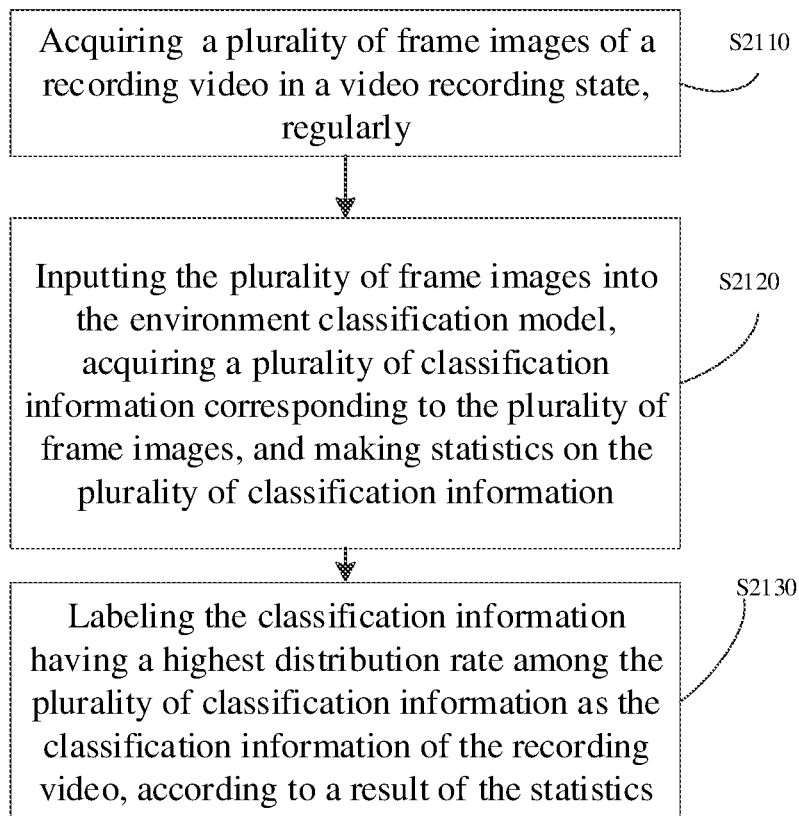 Acquiring a plurality of frame images of a
recording video in a video recording state,
regularly
S2110
Inputting the plurality of frame images into
the environment classification model,
acquiring a plurality of classification
information corresponding to the plurality of
frame images, and making statistics on the
plurality of classification information
S2120
Labeling the classification information
having a highest distribution rate among the
plurality of classification information as the
classification information of the recording
video, according to a result of the statistics
S2130